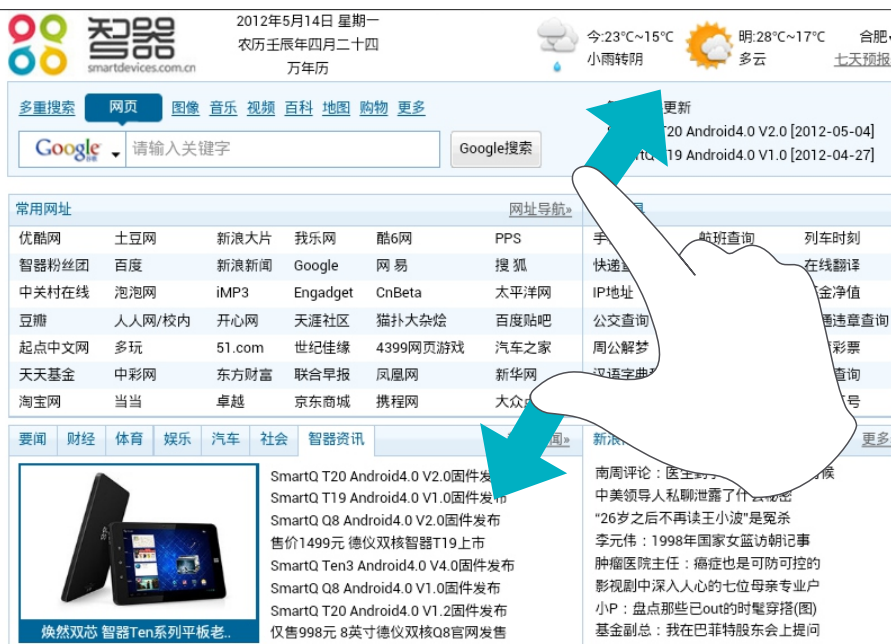 智器
smartdevices.com.cn
2012年5月14日 星期一
农历壬辰年四月二十四
万年历
今:23°C~15°C
小雨转阴
明:28°C~17°C
多云
合肥
七天预报
多重搜索 网页 图像 音乐 视频 百科 地图 购物 更多
Google 请输入关键字 Google搜索
更新
T20 Android4.0 V2.0 [2012-05-04]
T19 Android4.0 V1.0 [2012-04-27]
常用网址 网址导航»
优酷网 土豆网 新浪大片 我乐网 酷6网 PPS 航班查询 列车时刻
智器粉丝团 百度 新浪新闻 Google 网易 搜狐 快递 在线翻译
中关村在线 泡泡网 iMP3 Engadget CnBeta 太平洋网 IP地址 金净值
豆瓣 人人网/校内 开心网 天涯社区 猫扑大杂烩 百度贴吧 公交查询 通违章查询
起点中文网 多玩 51.com 世纪佳缘 4399网页游戏 汽车之家 周公解梦 彩票
天天基金 中彩网 东方财富 联合早报 凤凰网 新华网 汉语字典 查询
淘宝网 当当 卓越 京东商城 携程网 大众 号
要闻 财经 体育 娱乐 汽车 社会 智器资讯 闻»
新浪 更多
SmartQ T20 Android4.0 V2.0固件发
SmartQ T19 Android4.0 V1.0固件发布
SmartQ Q8 Android4.0 V2.0固件发布
售价1499元 德仪双核智器T19上市
SmartQ Ten3 Android4.0 V4.0固件发布
SmartQ Q8 Android4.0 V1.0固件发布
SmartQ T20 Android4.0 V1.2固件发布
仅售998元 8英寸德仪双核Q8官网发售
焕然双芯 智器Ten系列平板老..
南周评论：医生到 候
中美领导人私聊泄露了什么秘密
“26岁之后不再读王小波”是冤杀
李元伟：1998年国家女篮访朝记事
肿瘤医院主任：癌症也是可防可控的
影视剧中深入人心的七位母亲专业户
小P：盘点那些已out的时髦穿搭(图)
基金副总：我在巴菲特股东会上提问